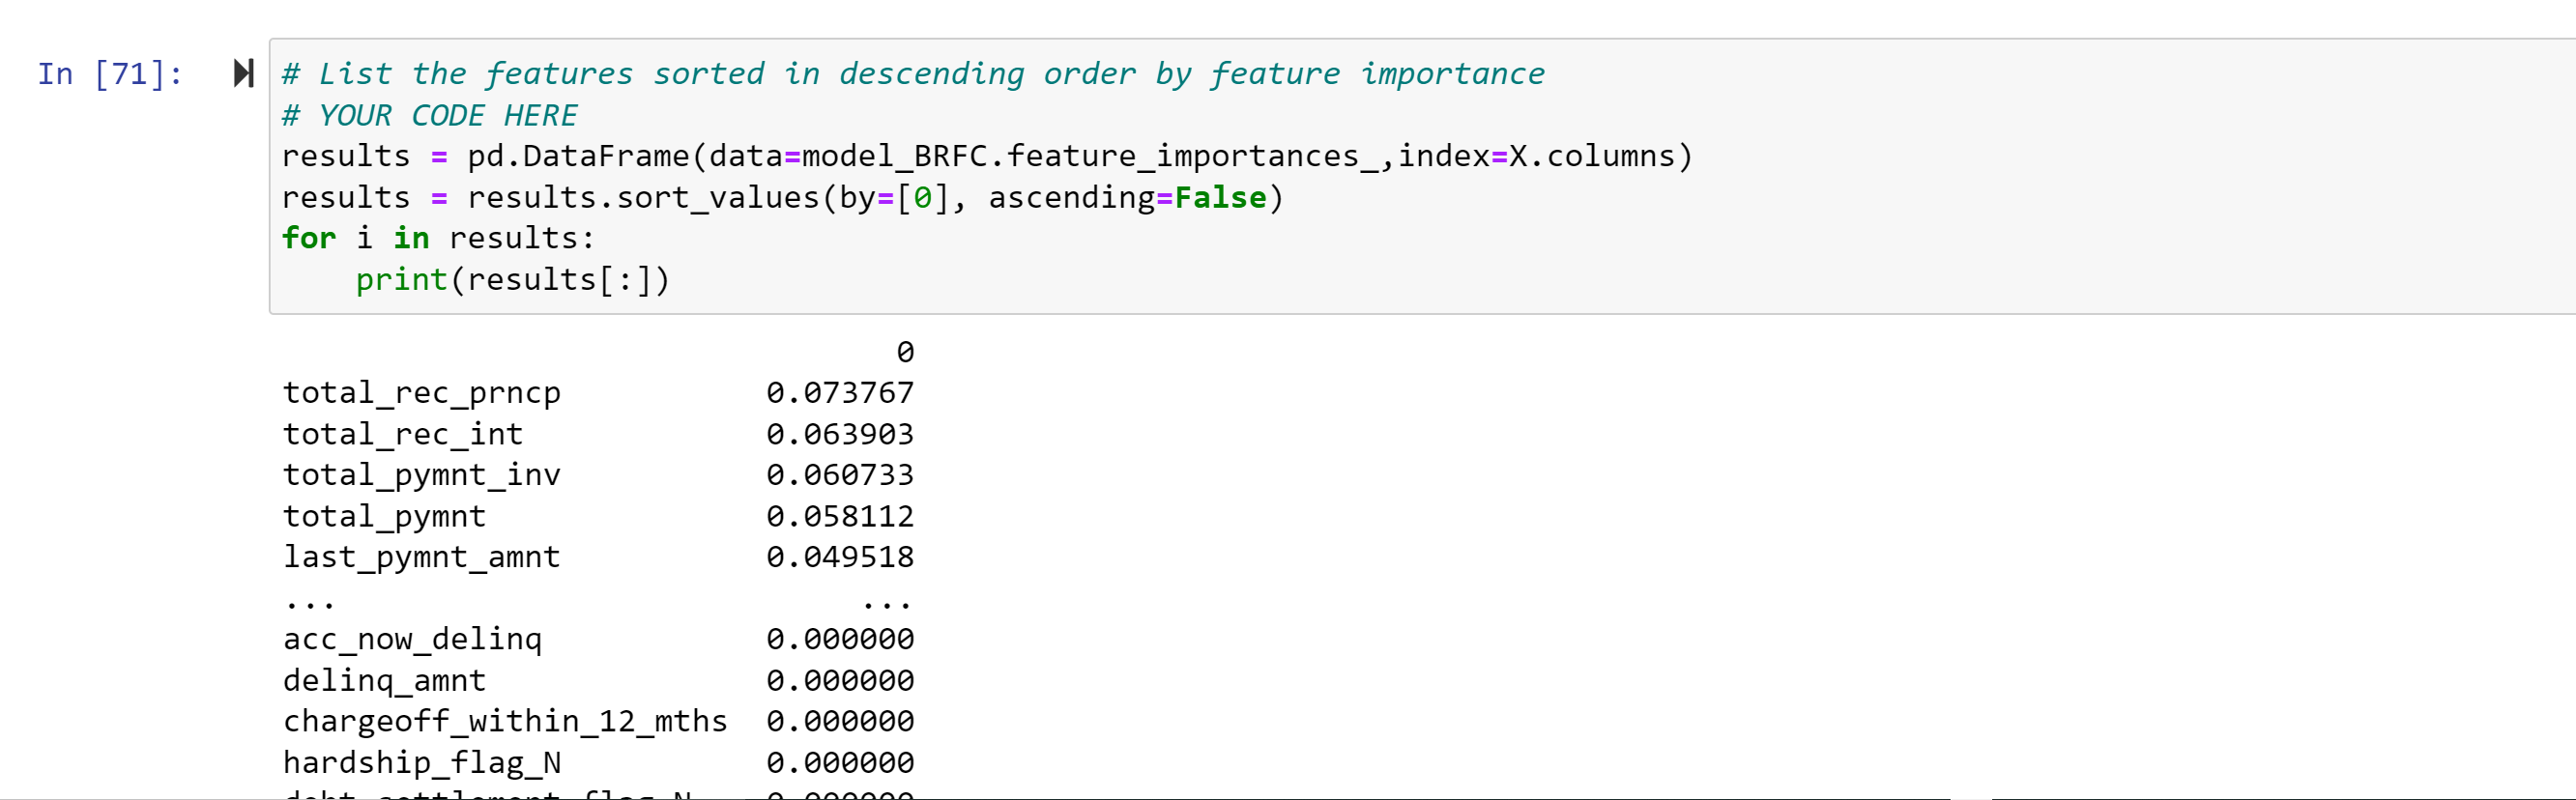 In [71]: # List the features sorted in descending order by feature importance
# YOUR CODE HERE
results = pd.DataFrame(data=model_BRFC.feature_importances_,index=X.columns)
results = results.sort_values(by=[0], ascending=False)
for i in results:
    print(results[:])
0
total_rec_prncp 0.073767
total_rec_int 0.063903
total_pymnt_inv 0.060733
total_pymnt 0.058112
last_pymnt_amnt 0.049518
... ...
acc_now_delinq 0.000000
delinq_amnt 0.000000
chargeoff_within_12_mths 0.000000
hardship_flag_N 0.000000
debt_settlement_flag_N 0.000000